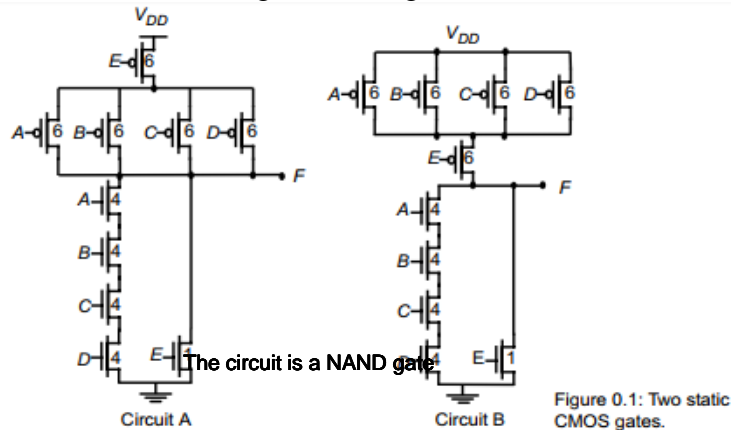 VDD
VDD
E 6
A 6 B 6 C 6 D 6
A 6 B 6 C 6 D 6
E 6
F
F
A 4
A 4
B 4
B 4
C 4
C 4
D 4
E
4
E 1
The circuit is a NAND gate
Circuit A
Circuit B
Figure 0.1: Two static
CMOS gates.